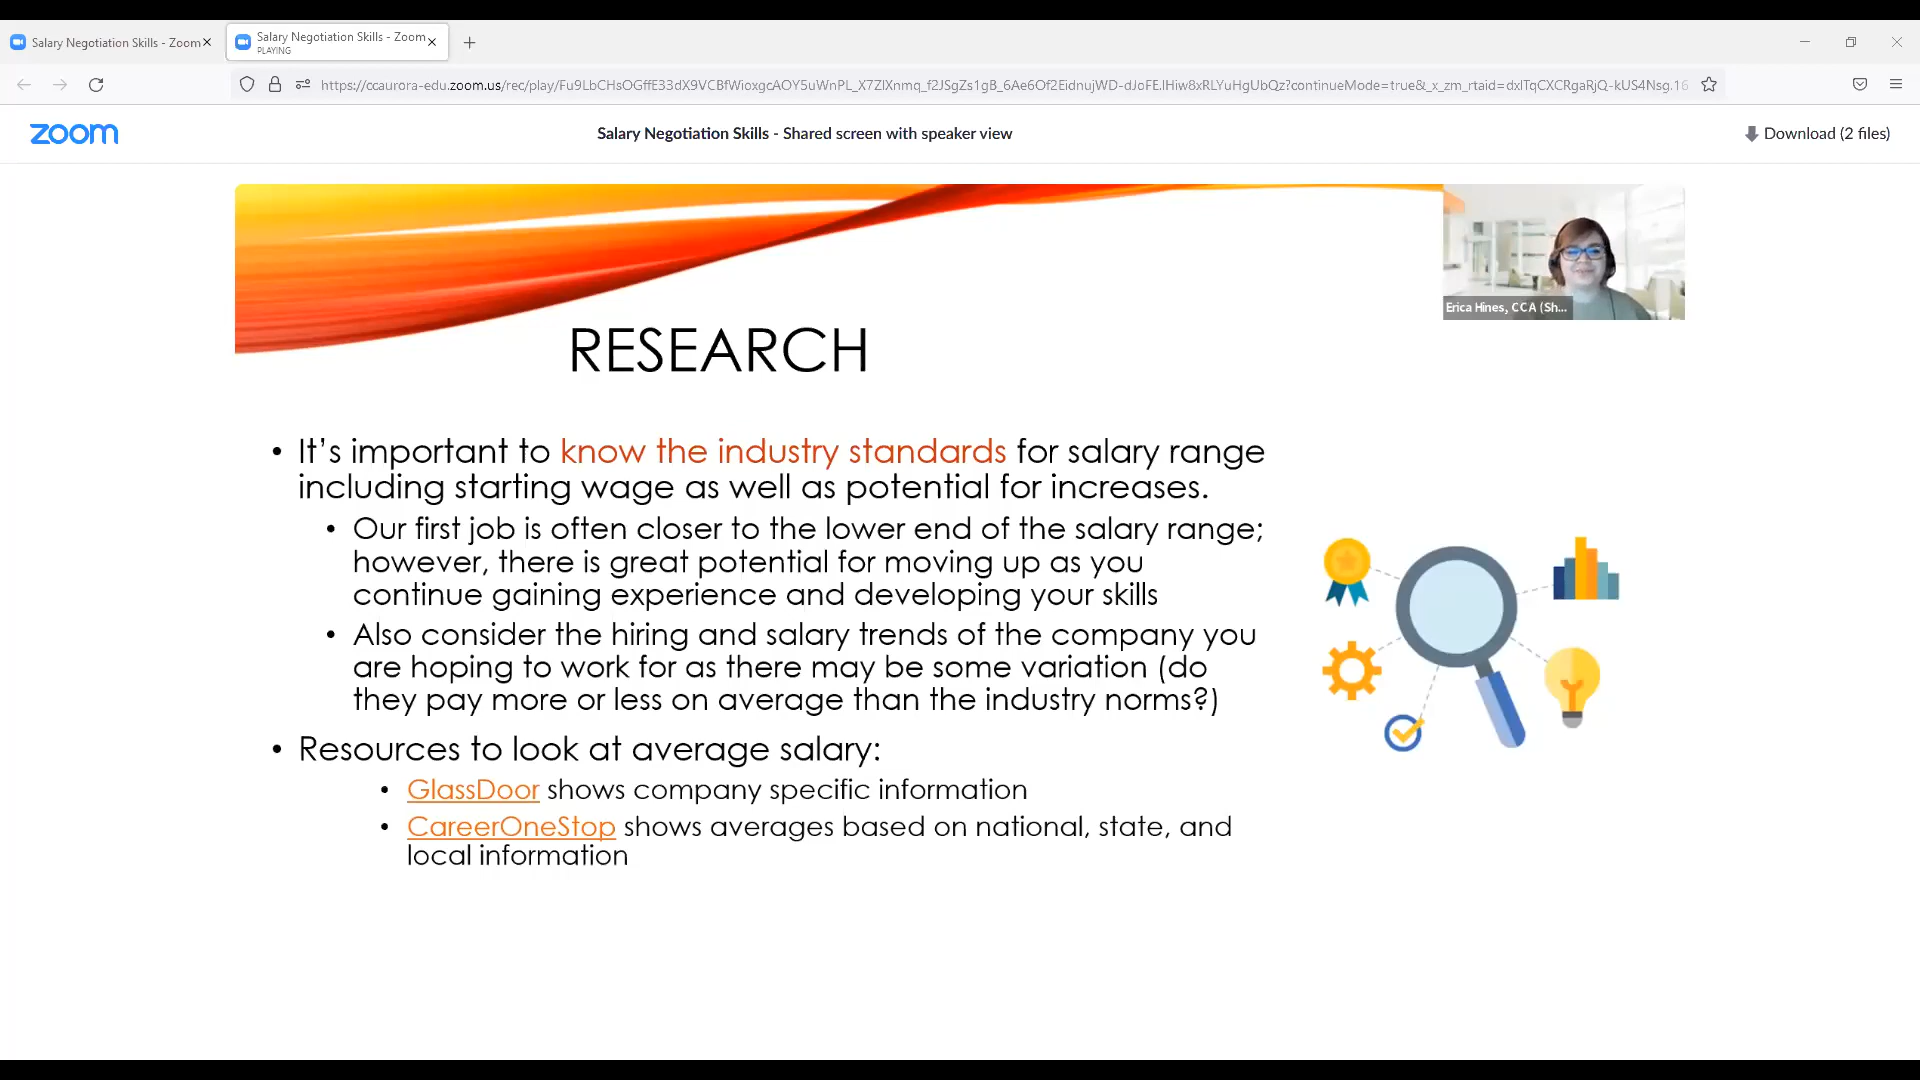 Salary Negotiation Skills - Zoom
Salary Negotiation Skills - Zoom
PLAYING
https://ccaurora-edu.zoom.us/rec/play/Fu9LbCHsOGffE33dX9VCBfWioxgcAOY5uWnPL_X7ZlXnmq_f2JSgZs1gB_6Ae6Of2EidnujWD-dJoFE.lHiw8xRLYuHgUbQz?continueMode=true&_x_zm_rtaid=dxlTqCXCRgaRjQ-kUS4Nsg.16
zoom
Salary Negotiation Skills - Shared screen with speaker view
Download (2 files)
Erica Hines, CCA (Sh...
RESEARCH
• It's important to know the industry standards for salary range
including starting wage as well as potential for increases.
• Our first job is often closer to the lower end of the salary range;
however, there is great potential for moving up as you
continue gaining experience and developing your skills
• Also consider the hiring and salary trends of the company you
are hoping to work for as there may be some variation (do
they pay more or less on average than the industry norms?)
• Resources to look at average salary:
• GlassDoor shows company specific information
• CareerOneStop shows averages based on national, state, and
local information